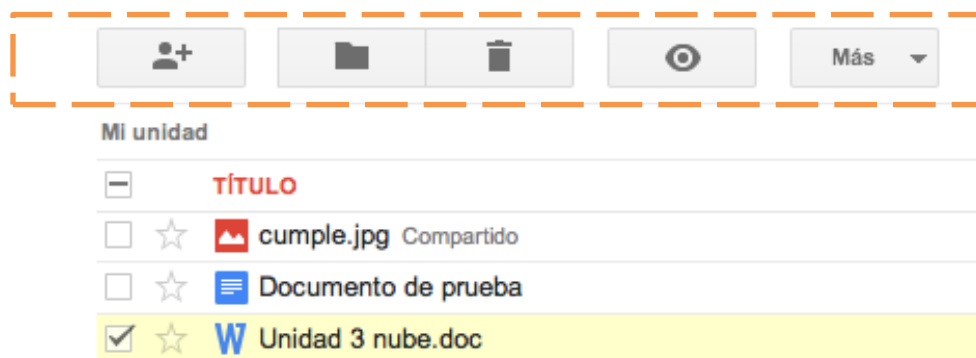 Más
Mi unidad
TÍTULO
cumple.jpg Compartido
Documento de prueba
Unidad 3 nube.doc